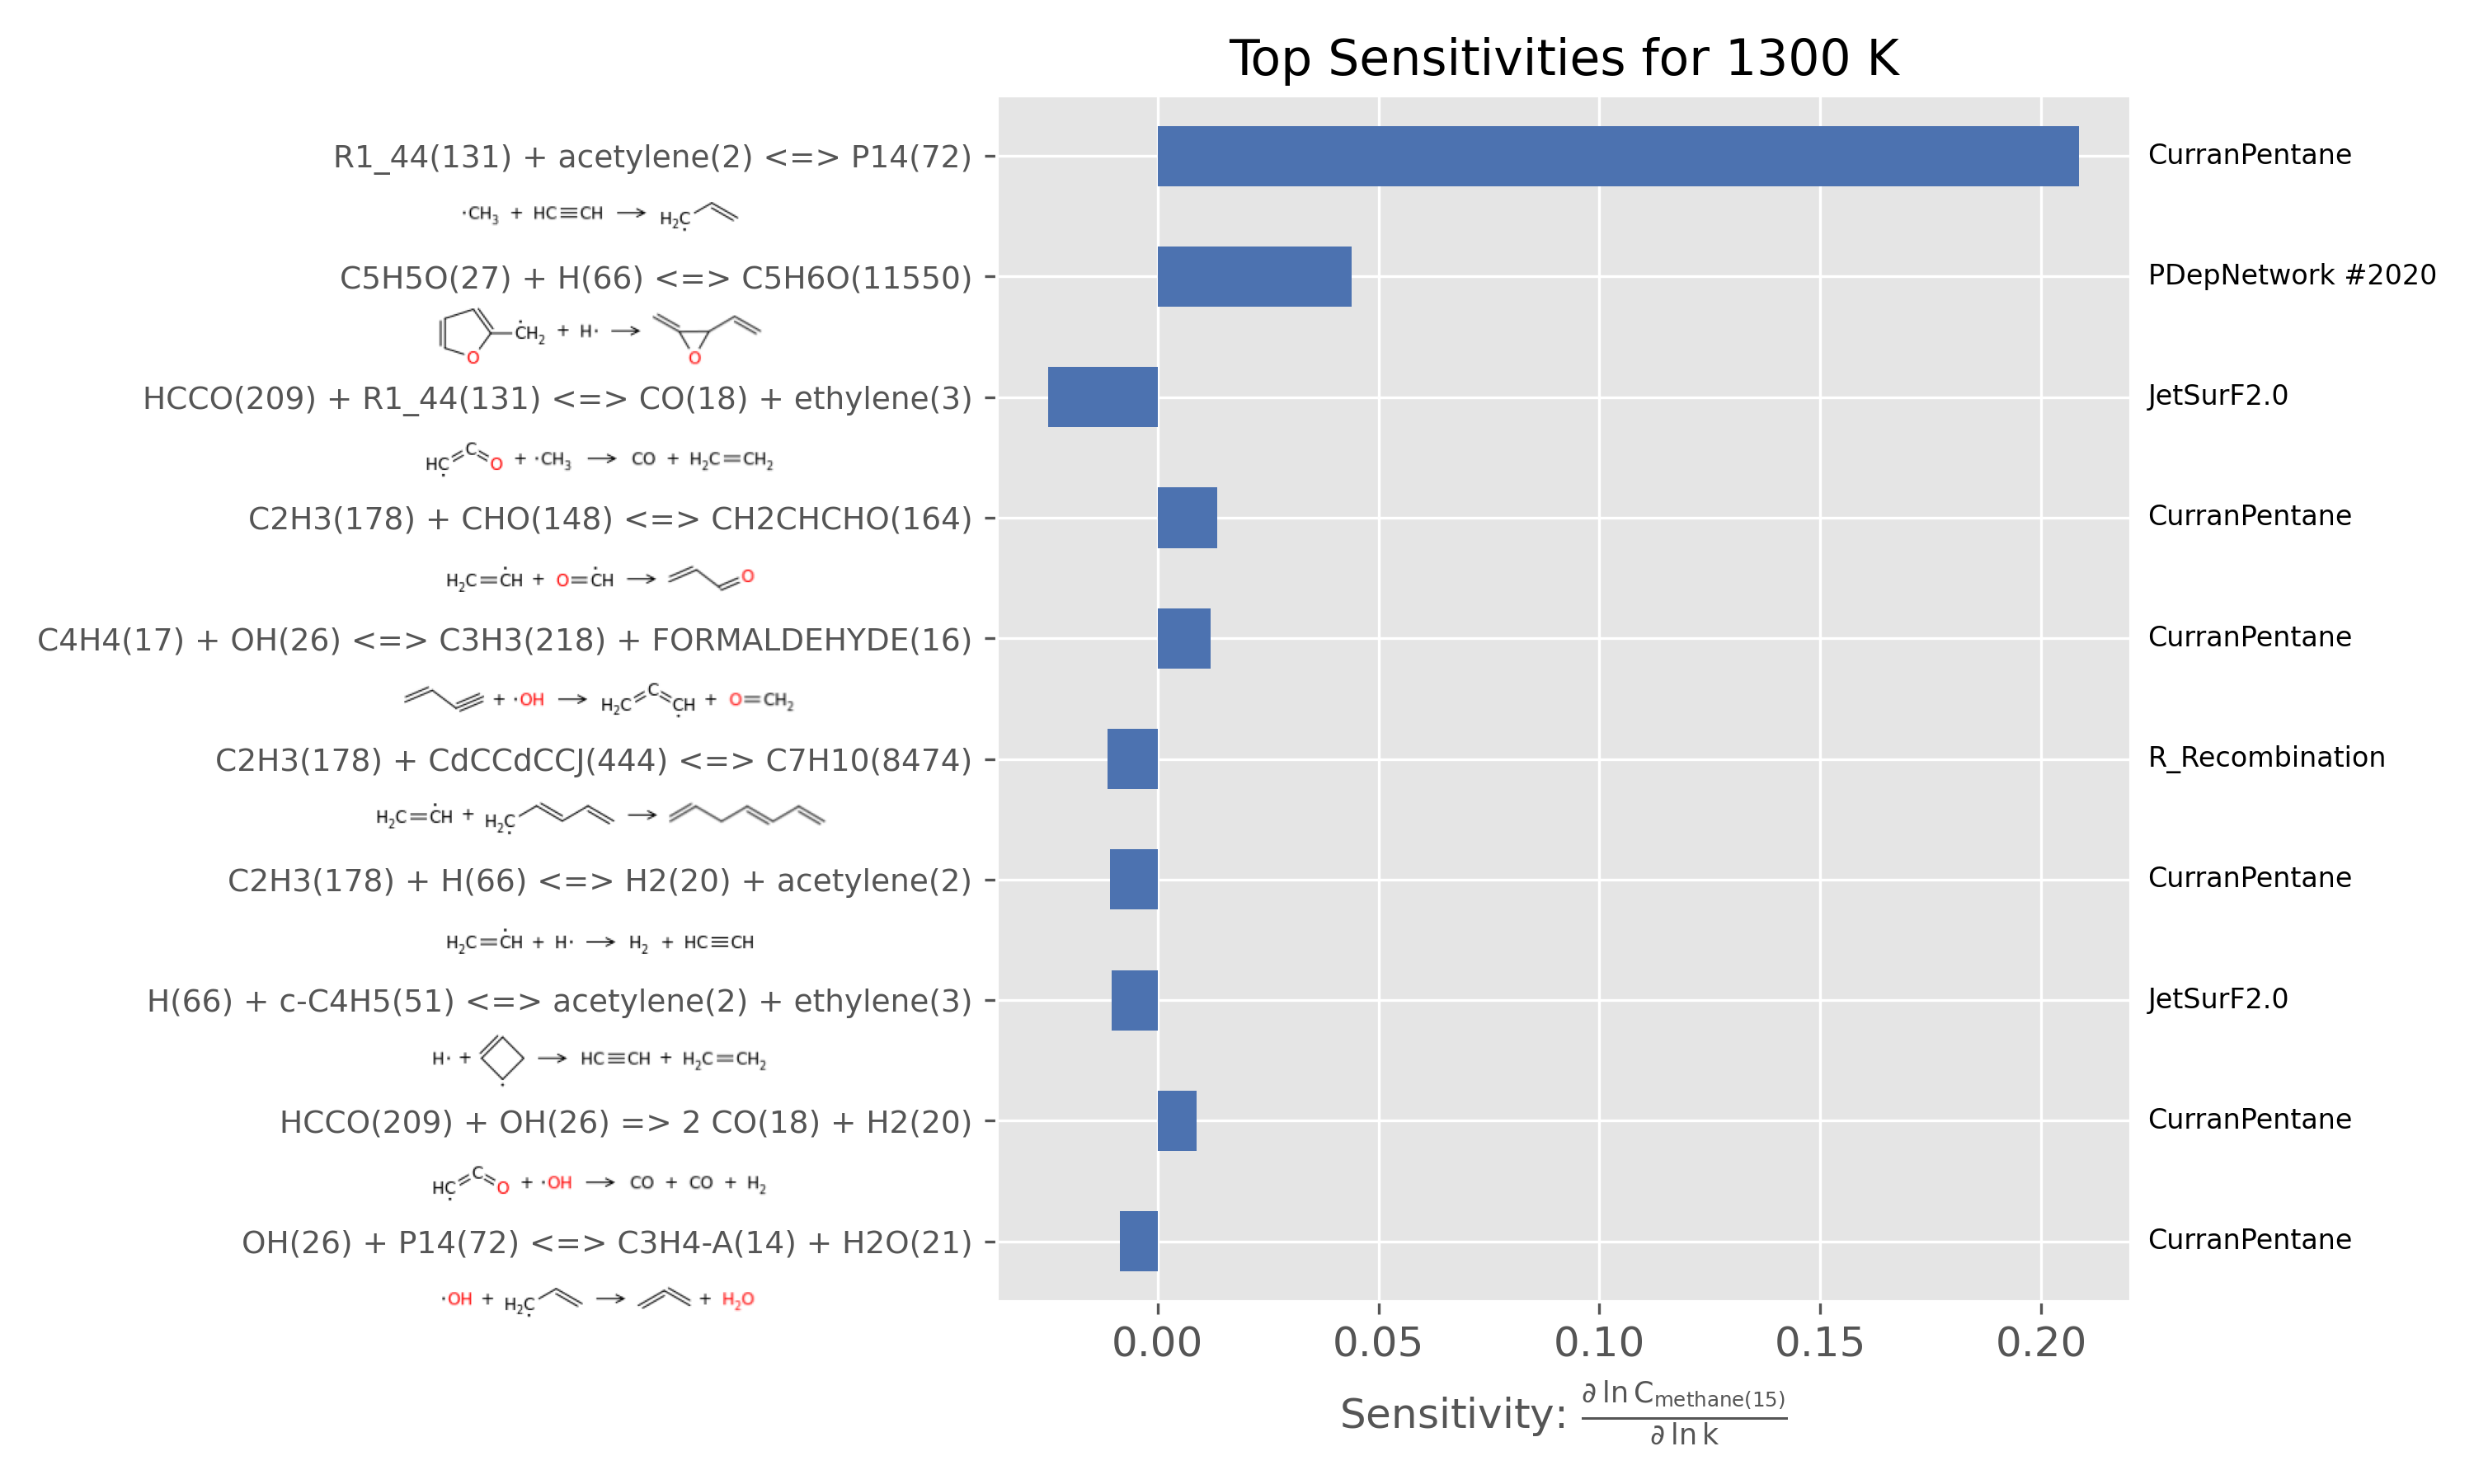 Top Sensitivities for 1300 K
R1_44(131) + acetylene(2) <=> P14(72) CurranPentane
·CH3 + HC≡CH → H2C·
C5H5O(27) + H(66) <=> C5H6O(11550) PDepNetwork #2020
O ĊH2 + H· → O
HCCO(209) + R1_44(131) <=> CO(18) + ethylene(3) JetSurF2.0
HC=C=O + ·CH3 → CO + H2C=CH2
C2H3(178) + CHO(148) <=> CH2CHCHO(164) CurranPentane
H2C=ĊH + O=ĊH → O
C4H4(17) + OH(26) <=> C3H3(218) + FORMALDEHYDE(16) CurranPentane
+ ·OH → H2C=C=CH + O=CH2
C2H3(178) + CdCCdCCJ(444) <=> C7H10(8474) R_Recombination
H2C=ĊH + H2C· →
C2H3(178) + H(66) <=> H2(20) + acetylene(2) CurranPentane
H2C=ĊH + H· → H2 + HC≡CH
H(66) + c-C4H5(51) <=> acetylene(2) + ethylene(3) JetSurF2.0
H· + → HC≡CH + H2C=CH2
HCCO(209) + OH(26) => 2 CO(18) + H2(20) CurranPentane
HC=C=O + ·OH → CO + CO + H2
OH(26) + P14(72) <=> C3H4-A(14) + H2O(21) CurranPentane
·OH + H2C· → + H2O
0.00 0.05 0.10 0.15 0.20
Sensitivity: ∂ ln C methane(15) / ∂ ln k